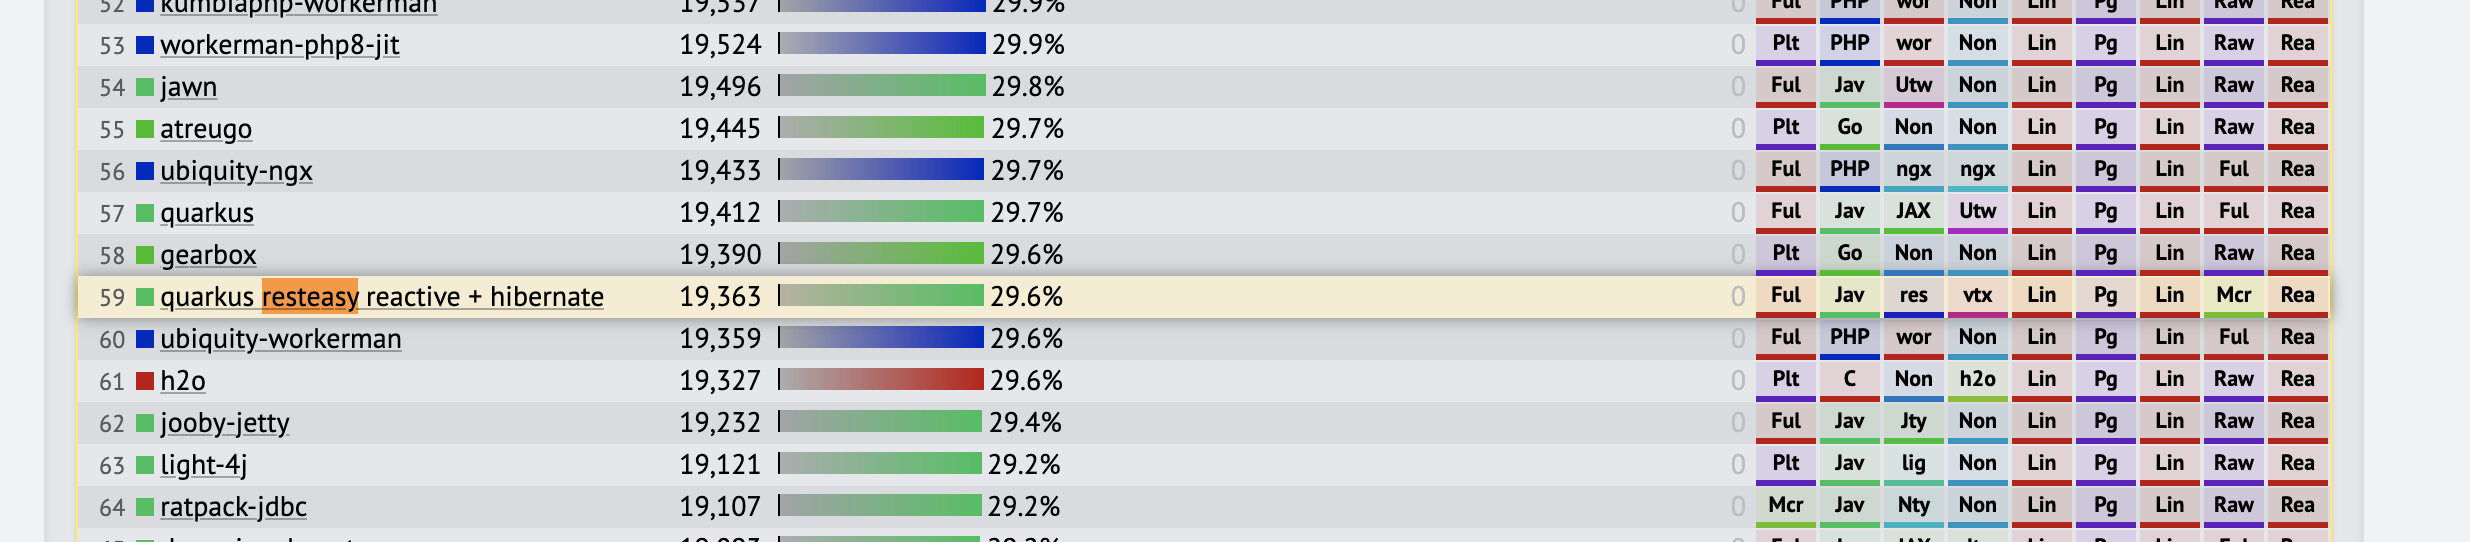 52 kumbiaphp-workerman 19,537 29.9% 0 Ful PHP wor Non Lin Pg Lin Raw Rea
53 workerman-php8-jit 19,524 29.9% 0 Plt PHP wor Non Lin Pg Lin Raw Rea
54 jawn 19,496 29.8% 0 Ful Jav Utw Non Lin Pg Lin Raw Rea
55 atreugo 19,445 29.7% 0 Plt Go Non Non Lin Pg Lin Raw Rea
56 ubiquity-ngx 19,433 29.7% 0 Ful PHP ngx ngx Lin Pg Lin Ful Rea
57 quarkus 19,412 29.7% 0 Ful Jav JAX Utw Lin Pg Lin Ful Rea
58 gearbox 19,390 29.6% 0 Plt Go Non Non Lin Pg Lin Raw Rea
59 quarkus resteasy reactive + hibernate 19,363 29.6% 0 Ful Jav res vtx Lin Pg Lin Mcr Rea
60 ubiquity-workerman 19,359 29.6% 0 Ful PHP wor Non Lin Pg Lin Ful Rea
61 h2o 19,327 29.6% 0 Plt C Non h2o Lin Pg Lin Raw Rea
62 jooby-jetty 19,232 29.4% 0 Ful Jav Jty Non Lin Pg Lin Raw Rea
63 light-4j 19,121 29.2% 0 Plt Jav lig Non Lin Pg Lin Raw Rea
64 ratpack-jdbc 19,107 29.2% 0 Mcr Jav Nty Non Lin Pg Lin Raw Rea